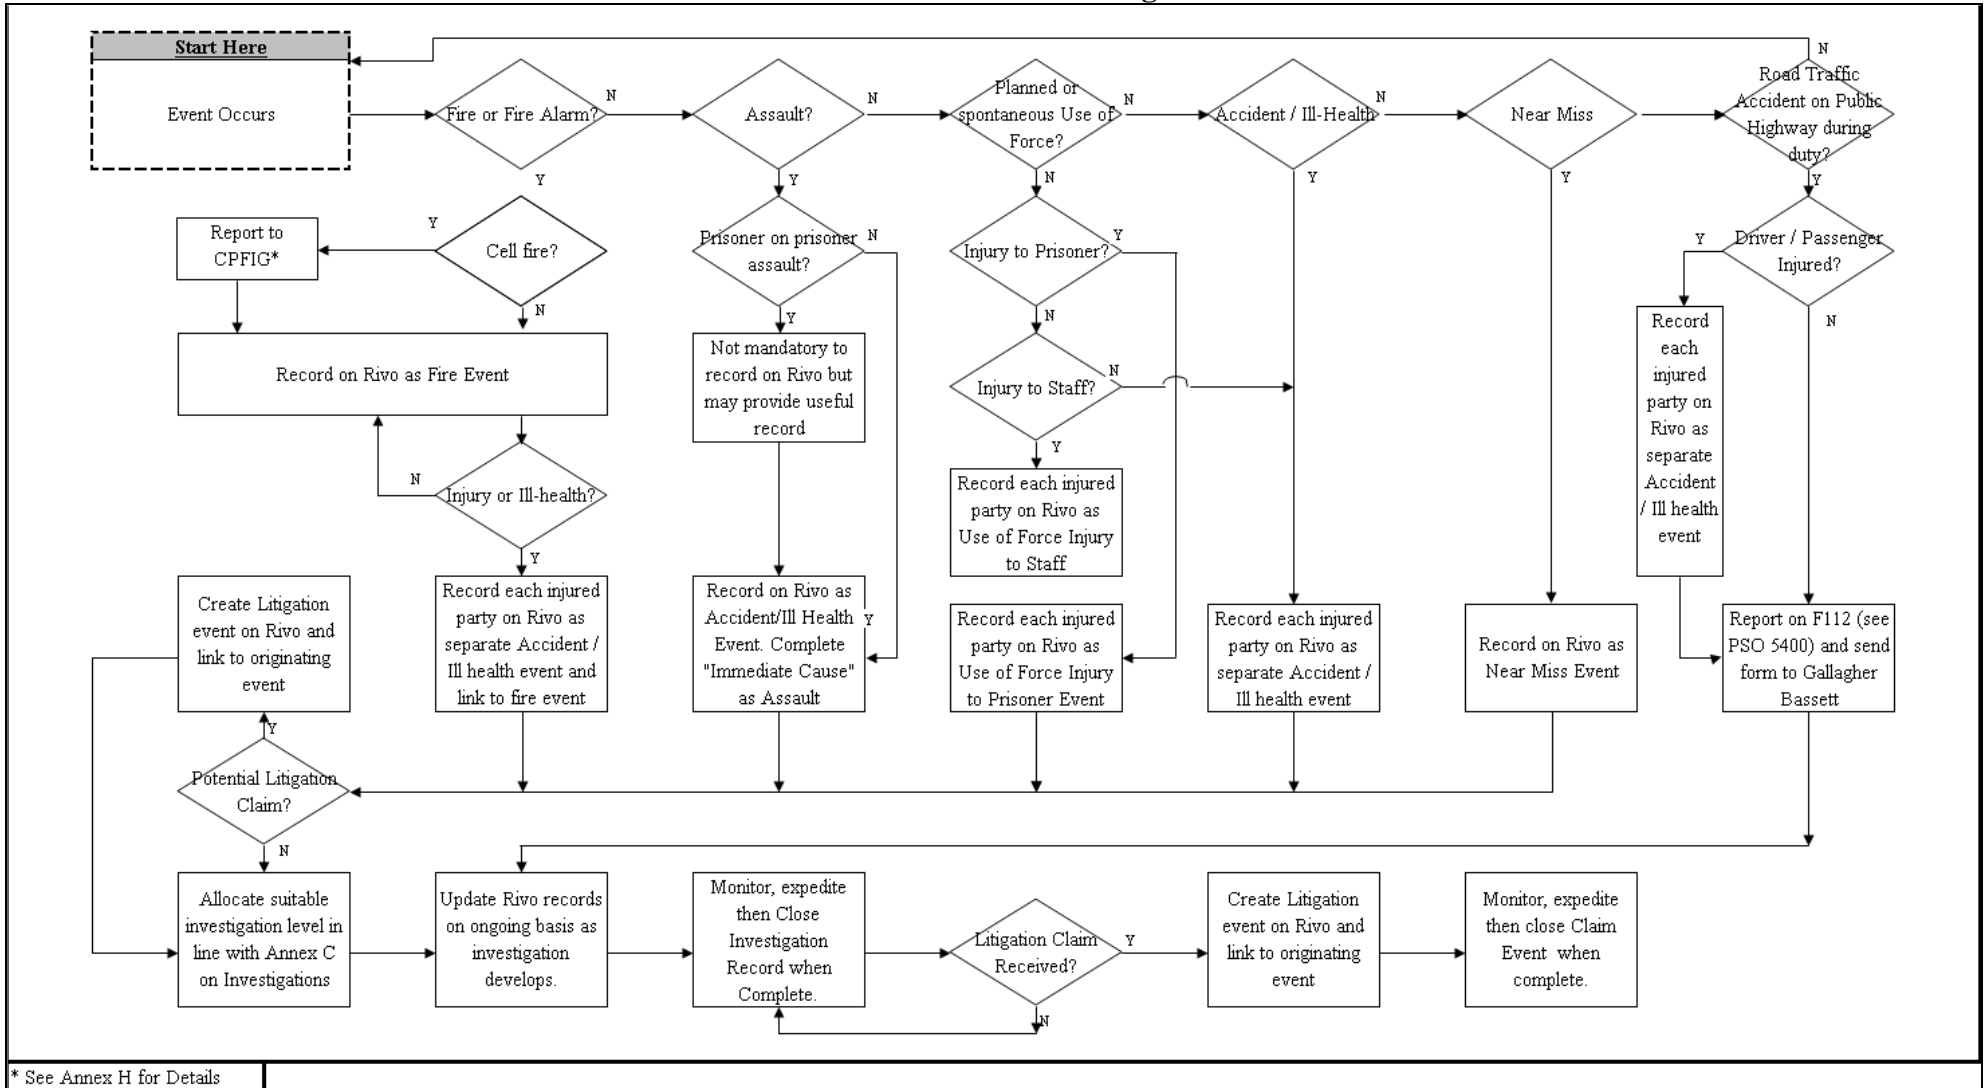 Start Here
Event Occurs
Fire or Fire Alarm?
N
Y
Assault?
N
Y
Planned or
spontaneous Use of
Force?
N
N
Accident / Ill-Health
N
Y
Near Miss
Y
N
Road Traffic
Accident on Public
Highway during
duty?
Y
Report to
CPFIG*
Y
Cell fire?
N
Prisoner on prisoner
assault?
N
Y
Injury to Prisoner?
Y
N
Driver / Passenger
Injured?
Y
N
Record on Rivo as Fire Event
Not mandatory to
record on Rivo but
may provide useful
record
Injury to Staff?
N
Y
Record
each
injured
party on
Rivo as
separate
Accident
/ Ill health
event
Injury or Ill-health?
N
Y
Record each injured
party on Rivo as
Use of Force Injury
to Staff
Create Litigation
event on Rivo and
link to originating
event
Record each injured
party on Rivo as
separate Accident /
Ill health event and
link to fire event
Record on Rivo as
Accident/Ill Health
Event. Complete
"Immediate Cause"
as Assault
Y
Record each injured
party on Rivo as
Use of Force Injury
to Prisoner Event
Record each injured
party on Rivo as
separate Accident /
Ill health event
Record on Rivo as
Near Miss Event
Report on F112 (see
PSO 5400) and send
form to Gallagher
Bassett
Y
Potential Litigation
Claim?
N
Allocate suitable
investigation level in
line with Annex C
on Investigations
Update Rivo records
on ongoing basis as
investigation
develops.
Monitor, expedite
then Close
Investigation
Record when
Complete.
Litigation Claim
Received?
Y
N
Create Litigation
event on Rivo and
link to originating
event
Monitor, expedite
then close Claim
Event when
complete.
* See Annex H for Details